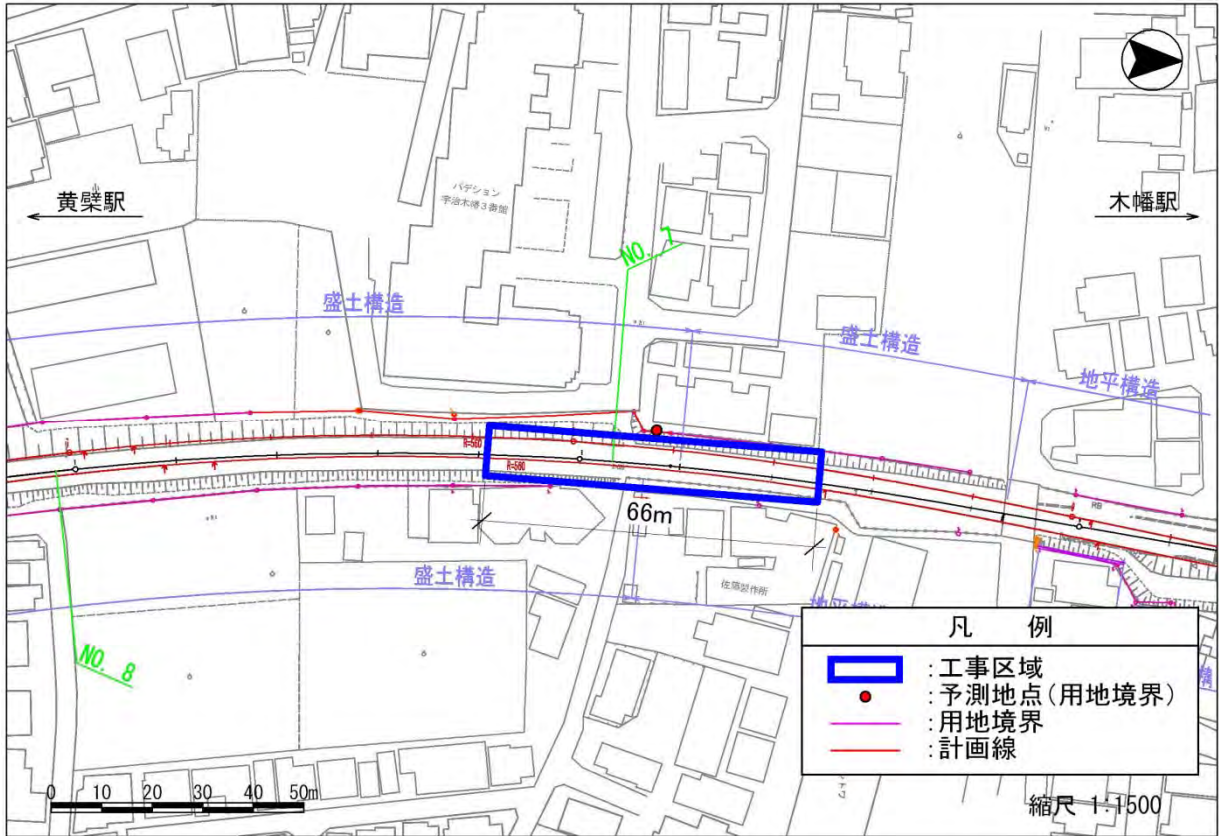 黄檗駅
木幡駅
パデシオン
宇治木幡3番館
NO. 7
盛土構造
盛土構造
地平構造
66m
盛土構造
佐藤製作所
NO. 8
凡 例
:工事区域
:予測地点(用地境界)
:用地境界
:計画線
0 10 20 30 40 50m
縮尺 1:1500